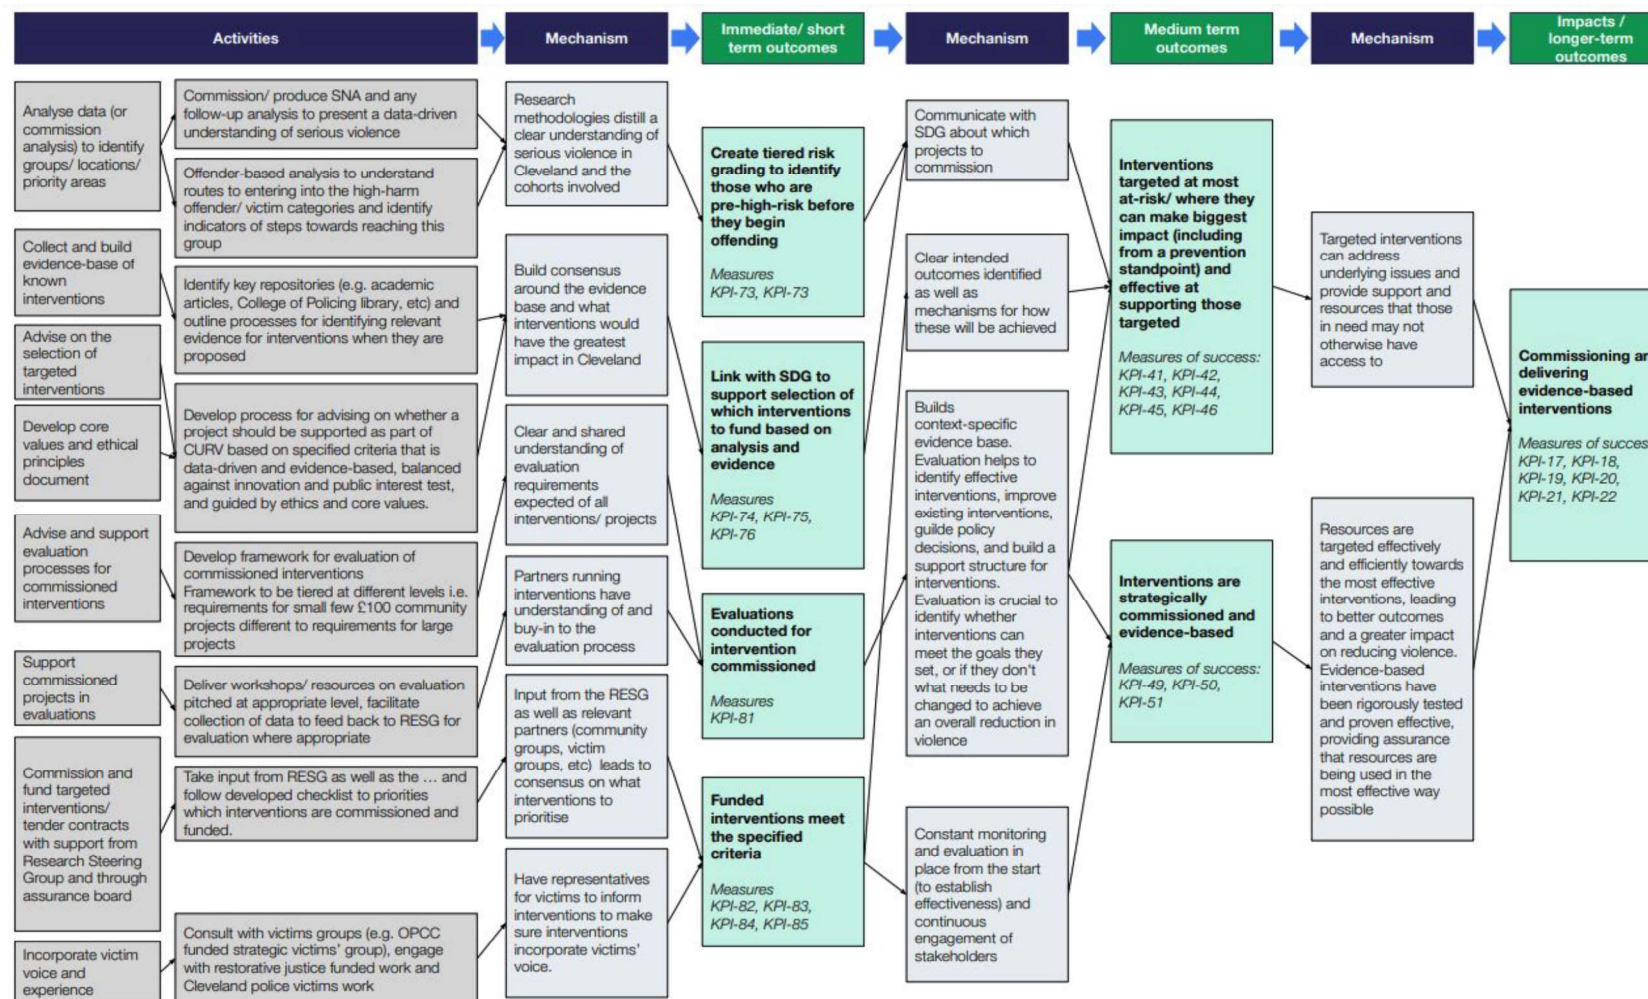 Activities
Mechanism
Immediate/ short
term outcomes
Mechanism
Medium term
outcomes
Mechanism
Impacts /
longer-term
outcomes
Analyse data (or
commission
analysis) to identify
groups/ locations/
priority areas
Collect and build
evidence-base of
known
interventions
Advise on the
selection of
targeted
interventions
Develop core
values and ethical
principles
document
Advise and support
evaluation
processes for
commissioned
interventions
Support
commissioned
projects in
evaluations
Commission and
fund targeted
interventions/
tender contracts
with support from
Research Steering
Group and through
assurance board
Incorporate victim
voice and
experience
Commission/ produce SNA and any
follow-up analysis to present a data-driven
understanding of serious violence
Offender-based analysis to understand
routes to entering into the high-harm
offender/ victim categories and identify
indicators of steps towards reaching this
group
Identify key repositories (e.g. academic
articles, College of Policing library, etc) and
outline processes for identifying relevant
evidence for interventions when they are
proposed
Develop process for advising on whether a
project should be supported as part of
CURV based on specified criteria that is
data-driven and evidence-based, balanced
against innovation and public interest test,
and guided by ethics and core values.
Develop framework for evaluation of
commissioned interventions
Framework to be tiered at different levels i.e.
requirements for small few £100 community
projects different to requirements for large
projects
Deliver workshops/ resources on evaluation
pitched at appropriate level, facilitate
collection of data to feed back to RESG for
evaluation where appropriate
Take input from RESG as well as the … and
follow developed checklist to priorities
which interventions are commissioned and
funded.
Consult with victims groups (e.g. OPCC
funded strategic victims' group), engage
with restorative justice funded work and
Cleveland police victims work
Research
methodologies distill a
clear understanding of
serious violence in
Cleveland and the
cohorts involved
Build consensus
around the evidence
base and what
interventions would
have the greatest
impact in Cleveland
Clear and shared
understanding of
evaluation
requirements
expected of all
interventions/ projects
Partners running
interventions have
understanding of and
buy-in to the
evaluation process
Input from the RESG
as well as relevant
partners (community
groups, victim
groups, etc) leads to
consensus on what
interventions to
prioritise
Have representatives
for victims to inform
interventions to make
sure interventions
incorporate victims'
voice.
Create tiered risk
grading to identify
those who are
pre-high-risk before
they begin
offending
Measures
KPI-73, KPI-73
Link with SDG to
support selection of
which interventions
to fund based on
analysis and
evidence
Measures
KPI-74, KPI-75,
KPI-76
Evaluations
conducted for
intervention
commissioned
Measures
KPI-81
Funded
interventions meet
the specified
criteria
Measures
KPI-82, KPI-83,
KPI-84, KPI-85
Communicate with
SDG about which
projects to
commission
Clear intended
outcomes identified
as well as
mechanisms for how
these will be achieved
Builds
context-specific
evidence base.
Evaluation helps to
identify effective
interventions, improve
existing interventions,
guilde policy
decisions, and build a
support structure for
interventions.
Evaluation is crucial to
identify whether
interventions can
meet the goals they
set, or if they don't
what needs to be
changed to achieve
an overall reduction in
violence
Constant monitoring
and evaluation in
place from the start
(to establish
effectiveness) and
continuous
engagement of
stakeholders
Interventions
targeted at most
at-risk/ where they
can make biggest
impact (including
from a prevention
standpoint) and
effective at
supporting those
targeted
Measures of success:
KPI-41, KPI-42,
KPI-43, KPI-44,
KPI-45, KPI-46
Interventions are
strategically
commissioned and
evidence-based
Measures of success:
KPI-49, KPI-50,
KPI-51
Targeted interventions
can address
underlying issues and
provide support and
resources that those
in need may not
otherwise have
access to
Resources are
targeted effectively
and efficiently towards
the most effective
interventions, leading
to better outcomes
and a greater impact
on reducing violence.
Evidence-based
interventions have
been rigorously tested
and proven effective,
providing assurance
that resources are
being used in the
most effective way
possible
Commissioning an
delivering
evidence-based
interventions
Measures of succes
KPI-17, KPI-18,
KPI-19, KPI-20,
KPI-21, KPI-22